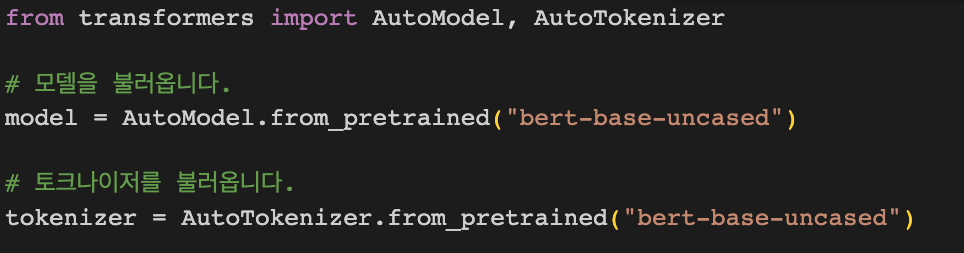 from transformers import AutoModel, AutoTokenizer
# 모델을 불러옵니다.
model = AutoModel.from_pretrained("bert-base-uncased")
# 토크나이저를 불러옵니다.
tokenizer = AutoTokenizer.from_pretrained("bert-base-uncased")